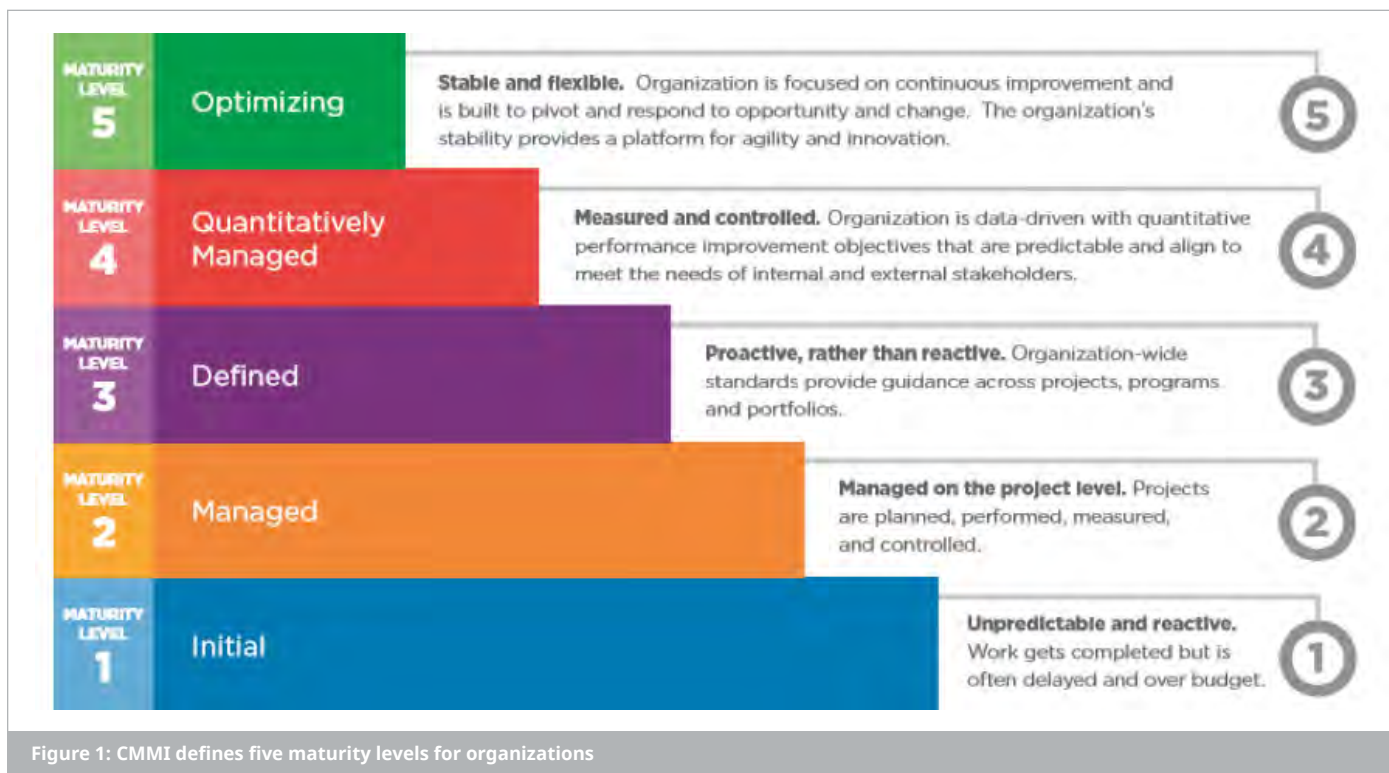 MATURITY
LEVEL
5
Optimizing
Stable and flexible. Organization is focused on continuous improvement and
is built to pivot and respond to opportunity and change. The organization's
stability provides a platform for agility and innovation.
5
MATURITY
LEVEL
4
Quantitatively
Managed
Measured and controlled. Organization is data-driven with quantitative
performance improvement objectives that are predictable and align to
meet the needs of internal and external stakeholders.
4
MATURITY
LEVEL
3
Defined
Proactive, rather than reactive. Organization-wide
standards provide guidance across projects, programs
and portfolios.
3
MATURITY
LEVEL
2
Managed
Managed on the project level. Projects
are planned, performed, measured,
and controlled.
2
MATURITY
LEVEL
1
Initial
Unpredictable and reactive.
Work gets completed but is
often delayed and over budget.
1
Figure 1: CMMI defines five maturity levels for organizations